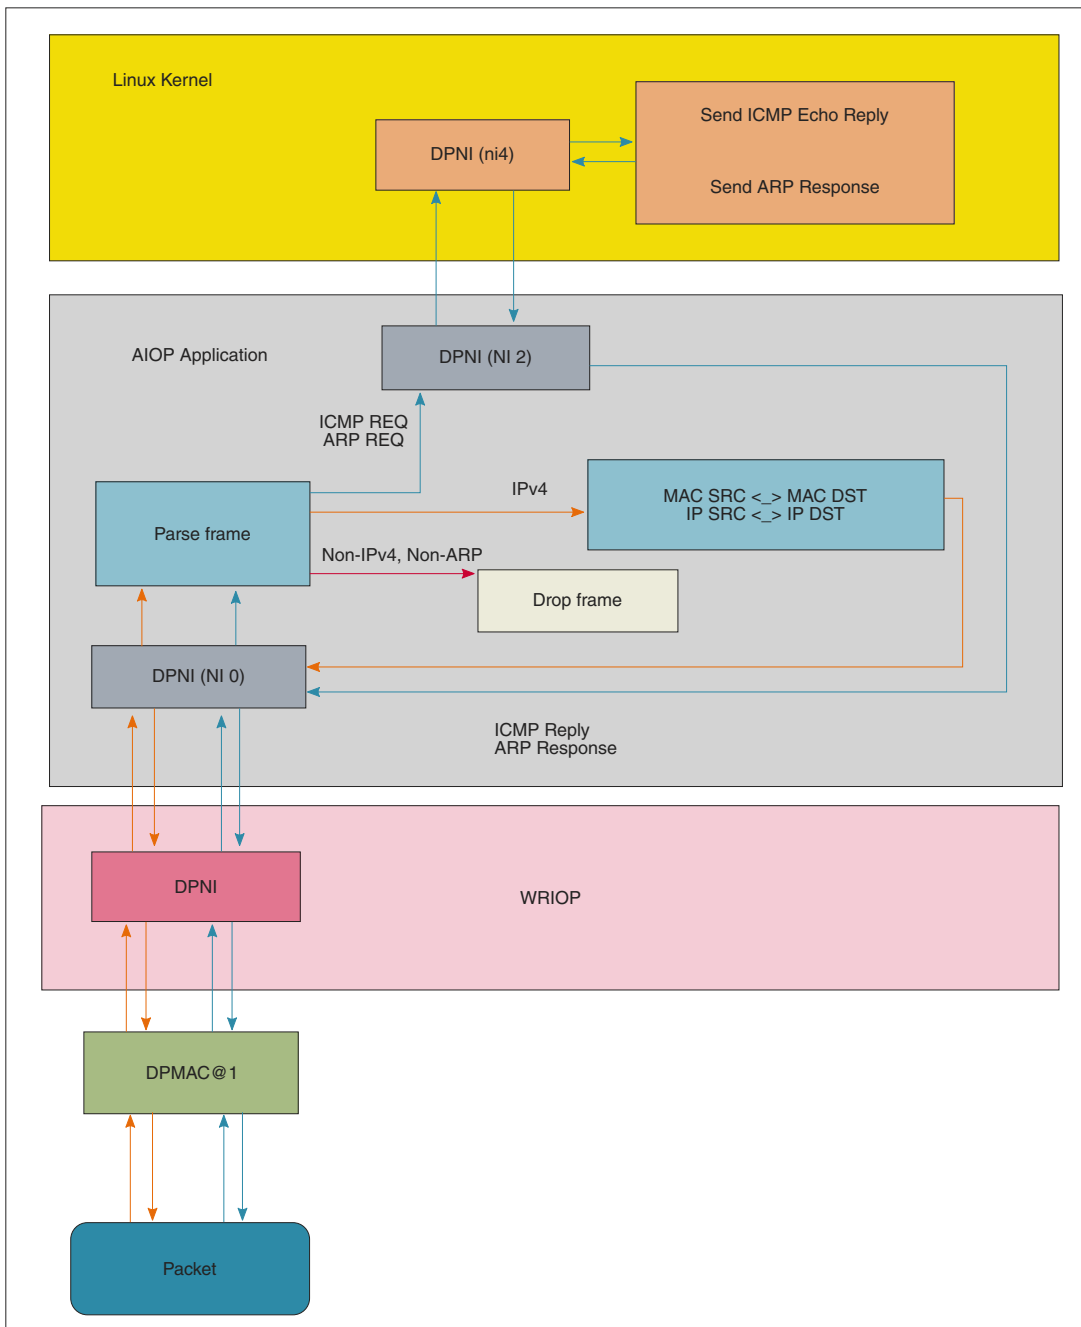 Linux Kernel
Send ICMP Echo Reply
DPNI (ni4)
Send ARP Response
AIOP Application
DPNI (NI 2)
ICMP REQ
ARP REQ
IPv4
MAC SRC <_> MAC DST
IP SRC <_> IP DST
Parse frame
Non-IPv4, Non-ARP
Drop frame
DPNI (NI 0)
ICMP Reply
ARP Response
DPNI
WRIOP
DPMAC@1
Packet